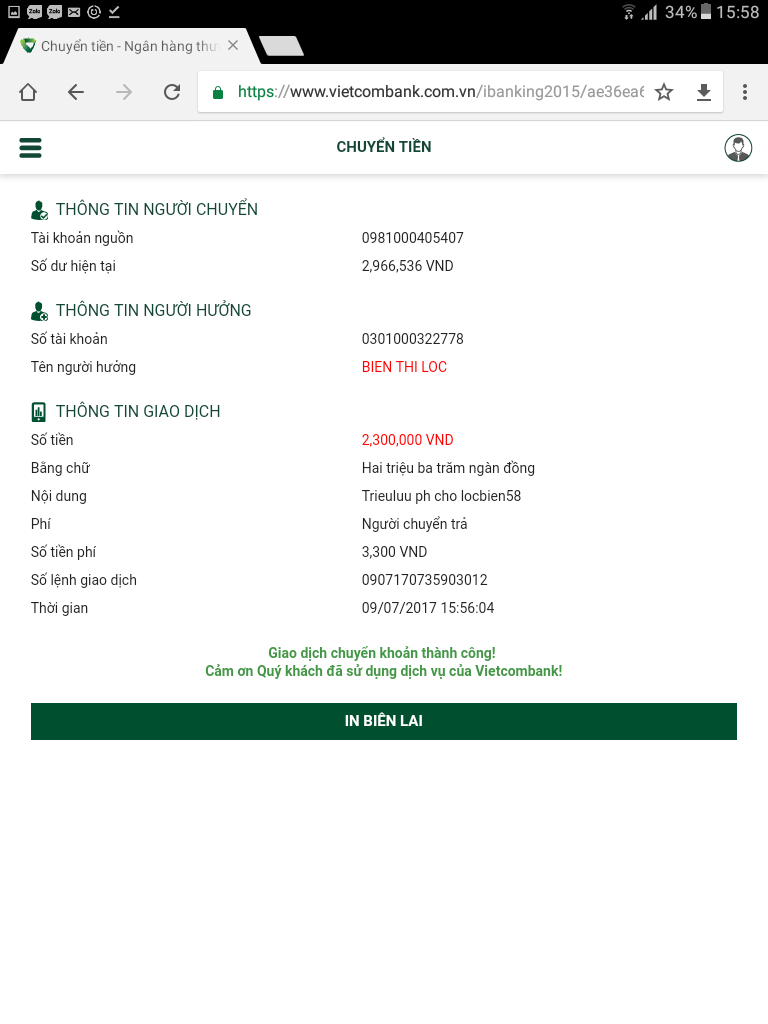 34% 15:58
Chuyển tiền - Ngân hàng thư
https://www.vietcombank.com.vn/ibanking2015/ae36ea6
CHUYỂN TIỀN
THÔNG TIN NGƯỜI CHUYỂN
Tài khoản nguồn 0981000405407
Số dư hiện tại 2,966,536 VND
THÔNG TIN NGƯỜI HƯỞNG
Số tài khoản 0301000322778
Tên người hưởng BIEN THI LOC
THÔNG TIN GIAO DỊCH
Số tiền 2,300,000 VND
Bằng chữ Hai triệu ba trăm ngàn đồng
Nội dung Trieuluu ph cho locbien58
Phí Người chuyển trả
Số tiền phí 3,300 VND
Số lệnh giao dịch 0907170735903012
Thời gian 09/07/2017 15:56:04
Giao dịch chuyển khoản thành công!
Cảm ơn Quý khách đã sử dụng dịch vụ của Vietcombank!
IN BIÊN LAI